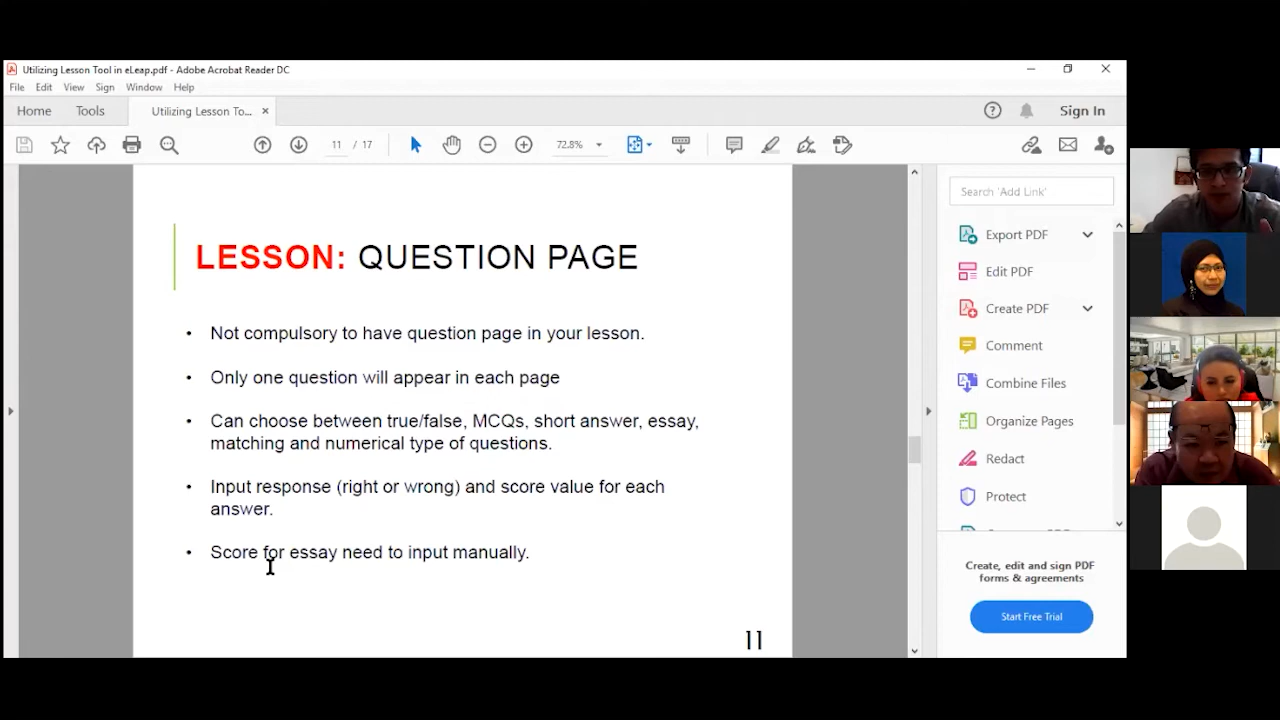 Utilizing Lesson Tool in eLeap.pdf - Adobe Acrobat Reader DC
File Edit View Sign Window Help
Home Tools Utilizing Lesson To... Sign In
11 / 17 72.8%
LESSON: QUESTION PAGE
• Not compulsory to have question page in your lesson.
• Only one question will appear in each page
• Can choose between true/false, MCQs, short answer, essay,
matching and numerical type of questions.
• Input response (right or wrong) and score value for each
answer.
• Score for essay need to input manually.
11
Search 'Add Link'
Export PDF
Edit PDF
Create PDF
Comment
Combine Files
Organize Pages
Redact
Protect
Create, edit and sign PDF
forms & agreements
Start Free Trial